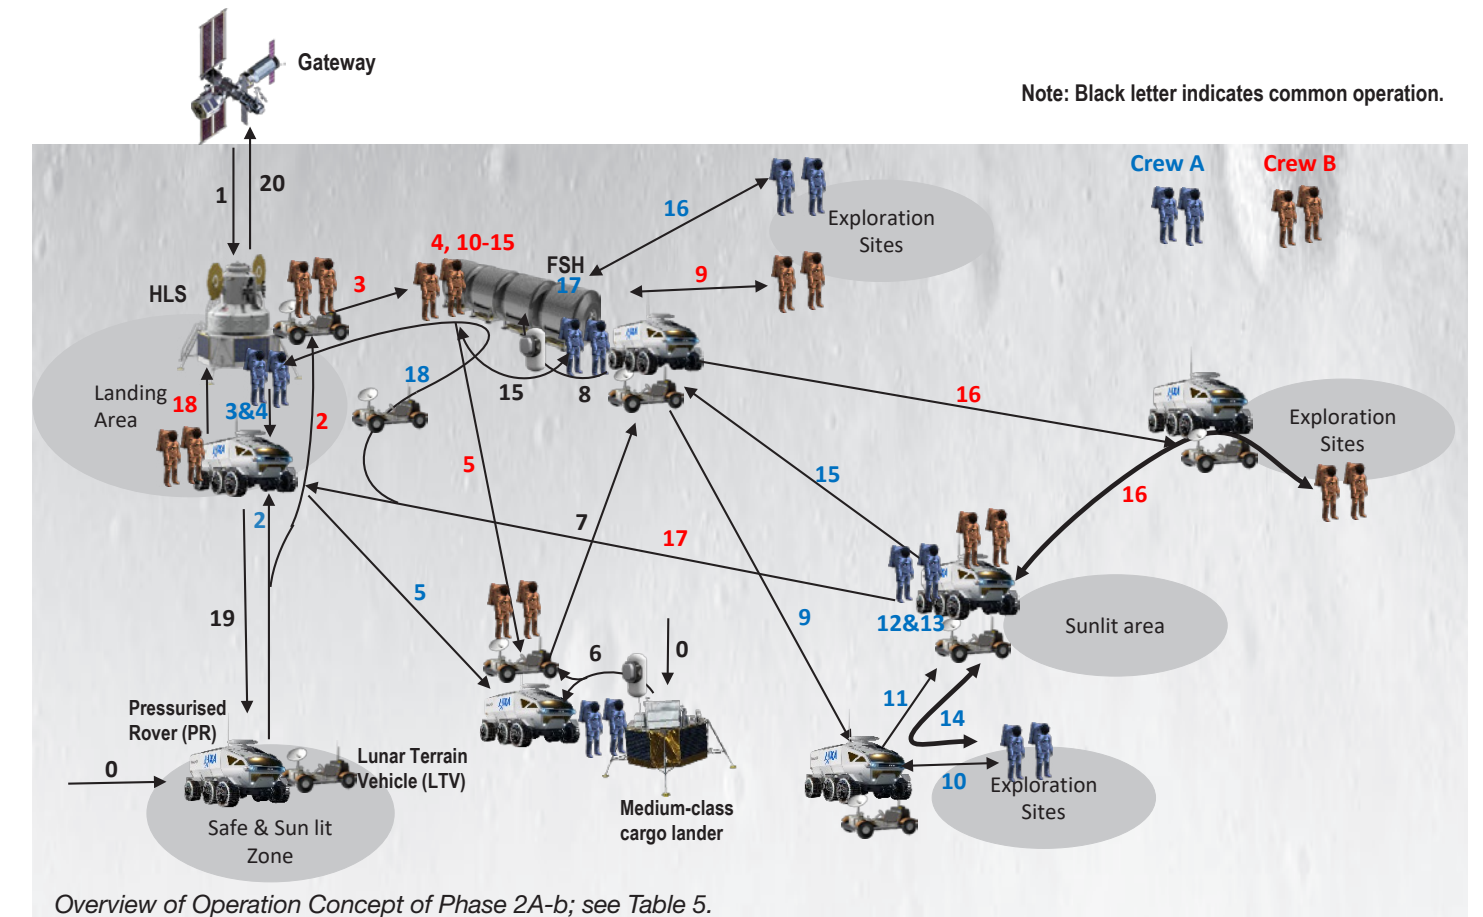 Gateway
Note: Black letter indicates common operation.
1
20
Crew A
Crew B
16
Exploration
Sites
4, 10-15
FSH
17
9
3
HLS
18
15
8
16
Landing
Area
18
3&4
2
Exploration
Sites
5
15
16
2
7
17
19
5
9
12&13
Sunlit area
6
0
11
14
Pressurised
Rover (PR)
0
Lunar Terrain
Vehicle (LTV)
10
Exploration
Sites
Medium-class
cargo lander
Safe & Sun lit
Zone
Overview of Operation Concept of Phase 2A-b; see Table 5.